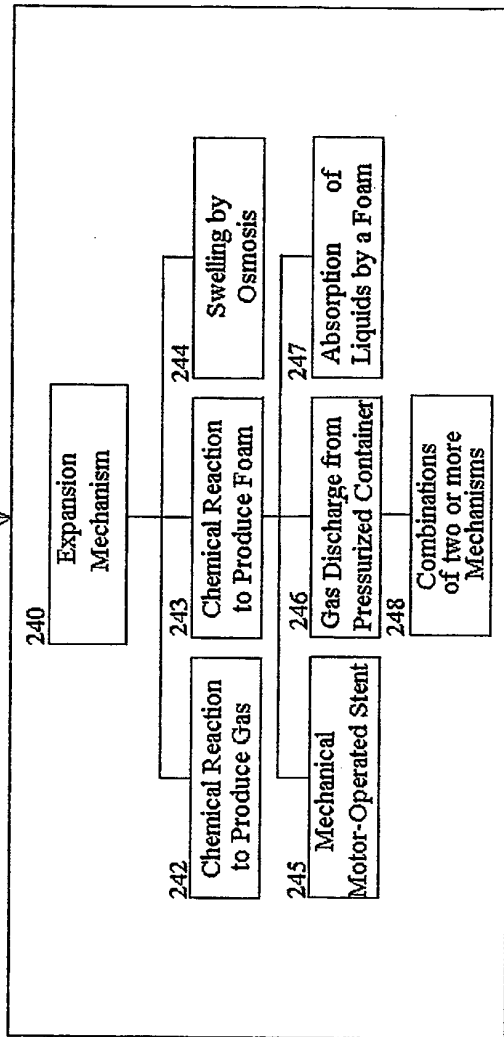 240
Expansion
Mechanism
242
Chemical Reaction
to Produce Gas
243
Chemical Reaction
to Produce Foam
244
Swelling by
Osmosis
245
Mechanical
Motor-Operated Stent
246
Gas Discharge from
Pressurized Container
247
Absorption of
Liquids by a Foam
248
Combinations
of two or more
Mechanisms